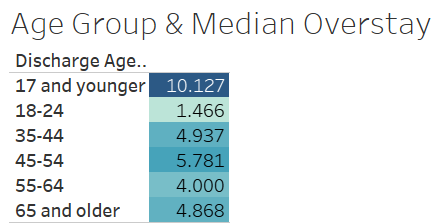 Age Group & Median Overstay
Discharge Age..
17 and younger 10.127
18-24 1.466
35-44 4.937
45-54 5.781
55-64 4.000
65 and older 4.868